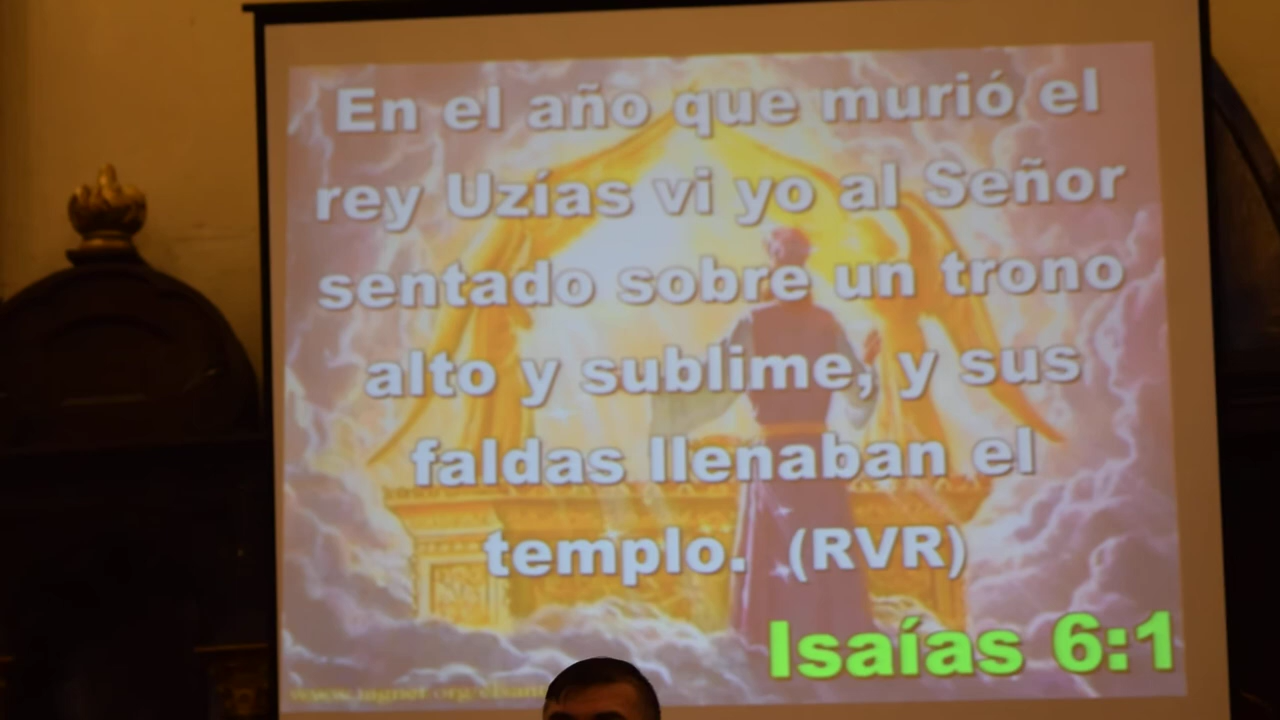 En el año que murió el
rey Uzías vi yo al Señor
sentado sobre un trono
alto y sublime, y sus
faldas llenaban el
templo. (RVR)
Isaías 6:1